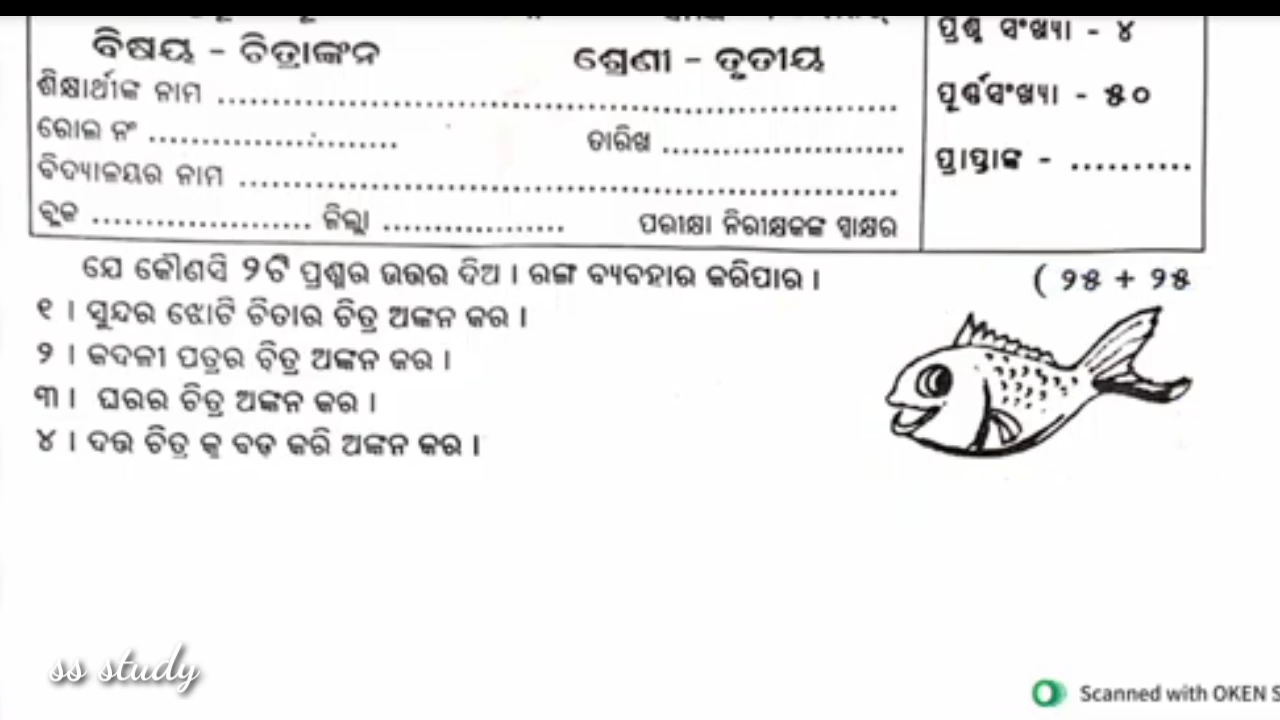 ବିଷୟ - ଚିତ୍ରାଙ୍କନ ଶ୍ରେଣୀ - ତୃତୀୟ
ପ୍ରଶ୍ନ ସଂଖ୍ୟା - ୪
ଶିକ୍ଷାର୍ଥୀଙ୍କ ନାମ ..........
ପୂର୍ଣ୍ଣସଂଖ୍ୟା - ୫୦
ରୋଲ ନଂ .......... ତାରିଖ ..........
ପ୍ରାପ୍ତାଙ୍କ - ..........
ବିଦ୍ୟାଳୟର ନାମ ..........
ବ୍ଲକ .......... ଜିଲ୍ଲା .......... ପରୀକ୍ଷା ନିରୀକ୍ଷକଙ୍କ ସ୍ୱାକ୍ଷର
ଯେ କୌଣସି ୨ଟି ପ୍ରଶ୍ନର ଉତ୍ତର ଦିଅ । ରଙ୍ଗ ବ୍ୟବହାର କରିପାର । ( ୨୫ + ୨୫
୧ । ସୁନ୍ଦର ଝୋଟି ଚିତାର ଚିତ୍ର ଅଙ୍କନ କର ।
୨ । କଦଳୀ ପତ୍ରର ଚିତ୍ର ଅଙ୍କନ କର ।
୩ । ଘରର ଚିତ୍ର ଅଙ୍କନ କର ।
୪ । ଦତ୍ତ ଚିତ୍ର କୁ ବଡ଼ କରି ଅଙ୍କନ କର ।
ss study
Scanned with OKEN S